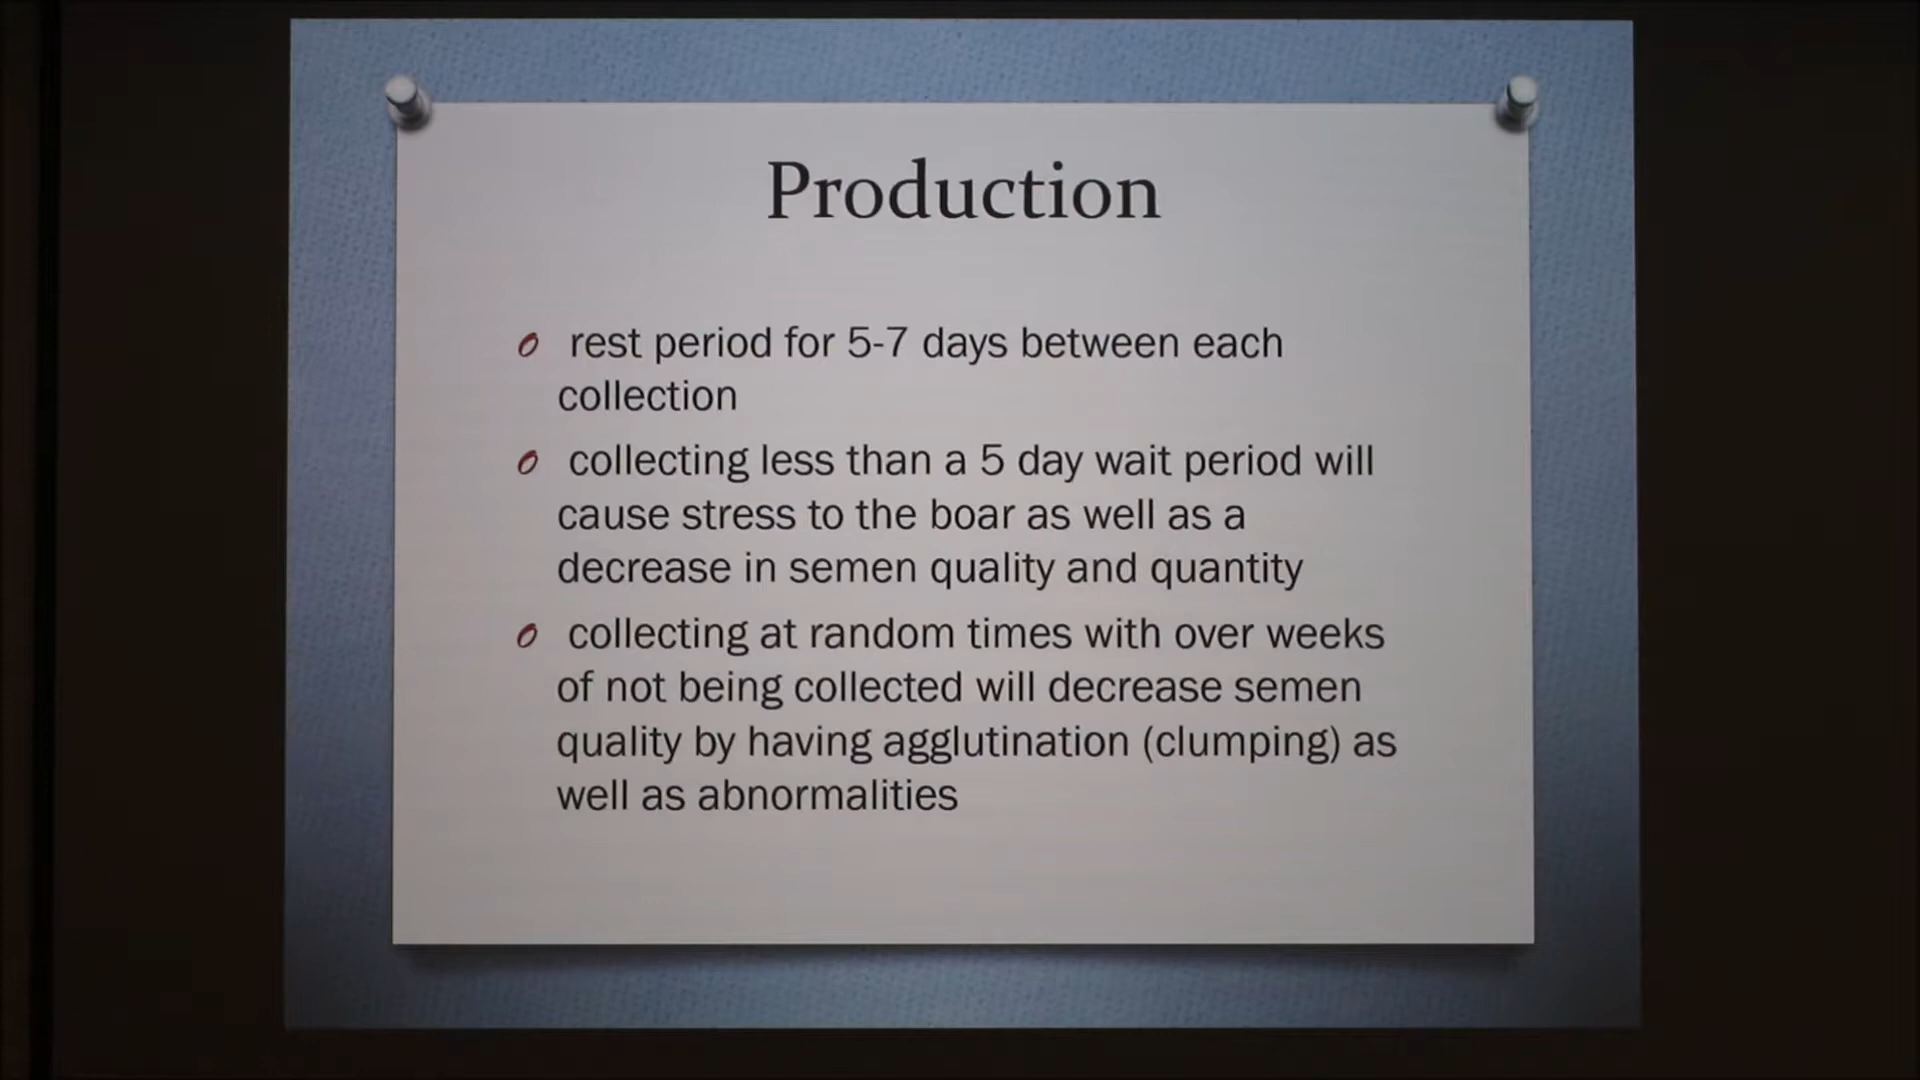 Production
rest period for 5-7 days between each
collection
collecting less than a 5 day wait period will
cause stress to the boar as well as a
decrease in semen quality and quantity
collecting at random times with over weeks
of not being collected will decrease semen
quality by having agglutination (clumping) as
well as abnormalities